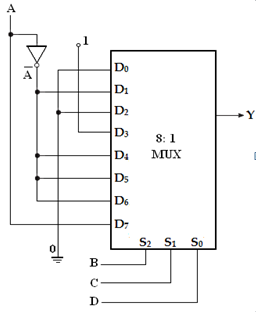 A
1
A̅
D₀
D₁
D₂
D₃
8: 1
MUX
Y
D₄
D₅
D₆
D₇
0
S₂ S₁ S₀
B
C
D